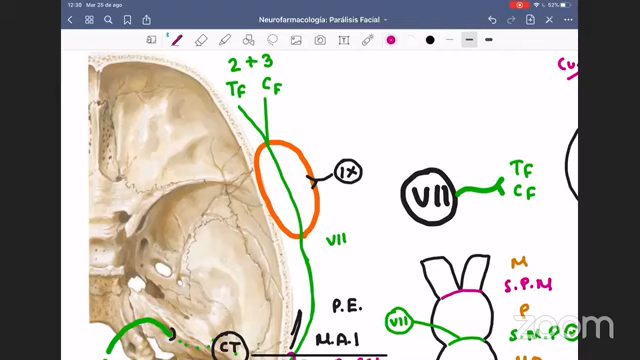 12:30 Mar 25 de ago
52%
Neurofarmacología: Parálisis Facial
2 + 3
TF CF
IX
VII
VII
TF
CF
P.E.
M.A.I
CT
VII
M
S.P.M
P
S.M.P
zoom